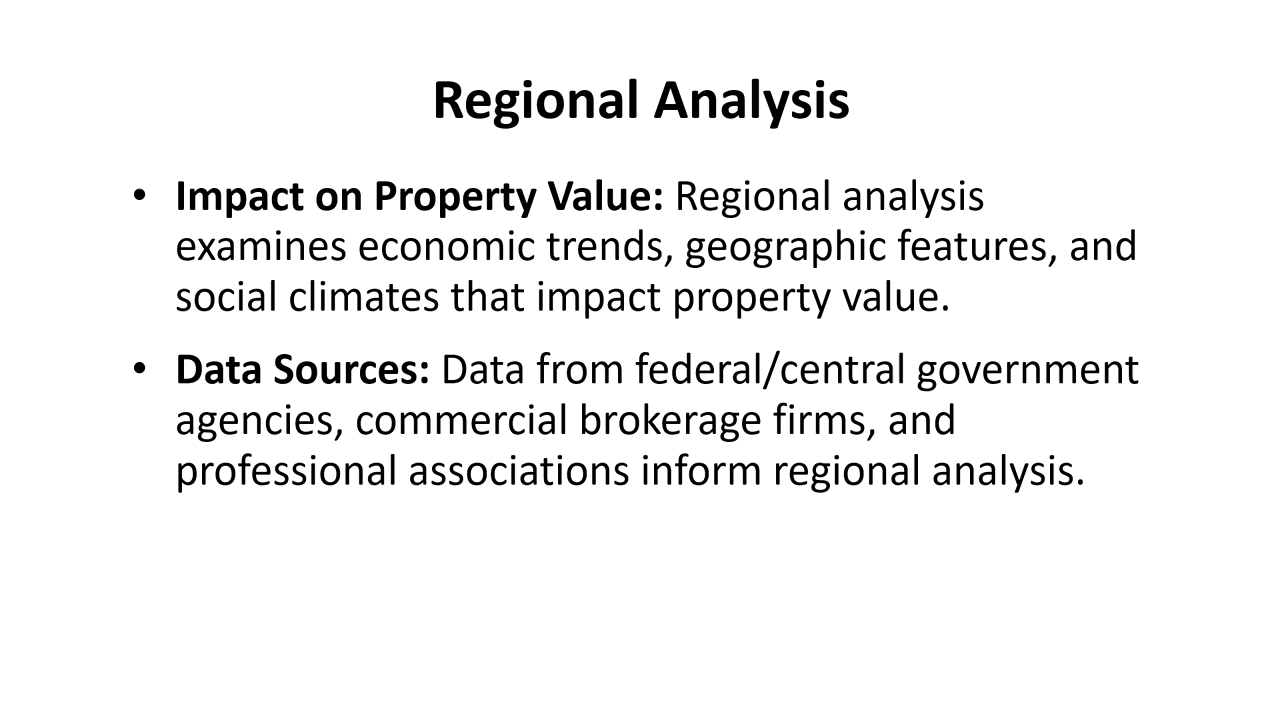 Regional Analysis
• Impact on Property Value: Regional analysis
examines economic trends, geographic features, and
social climates that impact property value.
• Data Sources: Data from federal/central government
agencies, commercial brokerage firms, and
professional associations inform regional analysis.